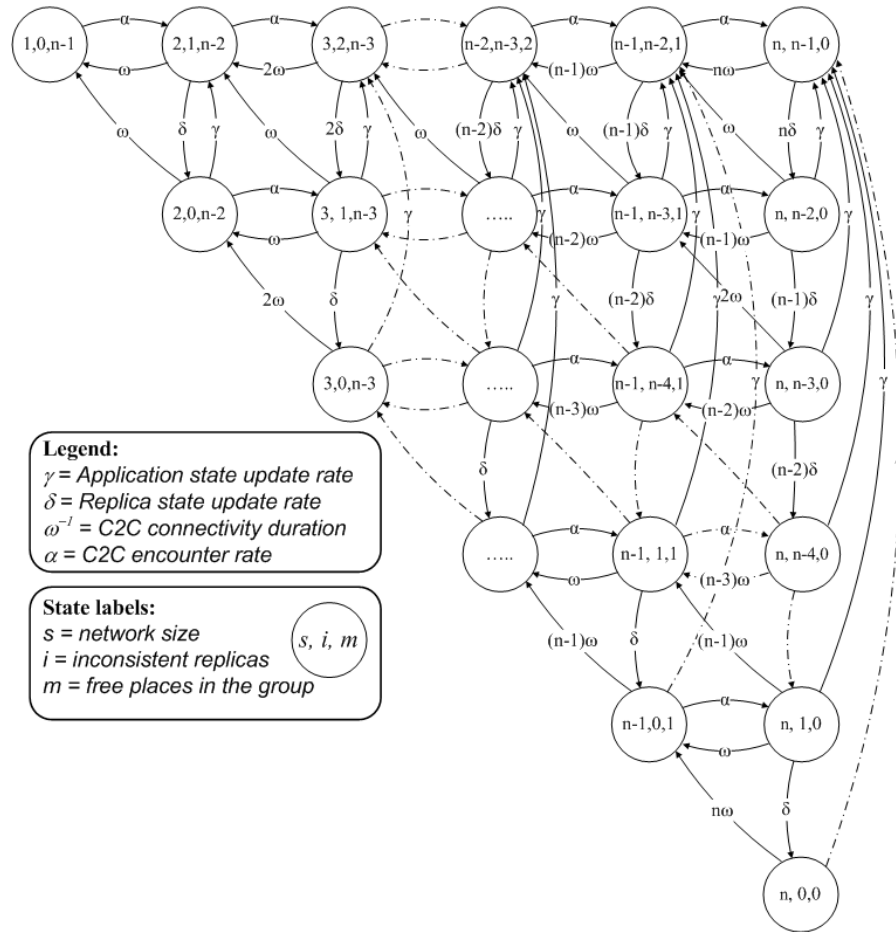 α α α α
1,0,n-1 2,1,n-2 3,2,n-3 n-2,n-3,2 n-1,n-2,1 n, n-1,0
ω 2ω (n-1)ω nω
ω δ γ ω 2δ γ ω (n-2)δ γ ω (n-1)δ γ ω nδ γ
α α α
2,0,n-2 3, 1,n-3 ..... n-1, n-3,1 n, n-2,0
ω γ (n-2)ω γ (n-1)ω γ
2ω δ γ (n-2)δ γ 2ω (n-1)δ γ γ
α α γ γ
3,0,n-3 ..... n-1, n-4,1 n, n-3,0
(n-3)ω (n-2)ω
Legend:
γ = Application state update rate
δ = Replica state update rate
ω⁻¹ = C2C connectivity duration
α = C2C encounter rate
δ (n-2)δ
α α
..... n-1, 1,1 n, n-4,0
ω (n-3)ω
State labels:
s = network size
i = inconsistent replicas
m = free places in the group
s, i, m
(n-1)ω δ (n-1)ω
α
n-1,0,1 n, 1,0
ω
nω δ
n, 0,0